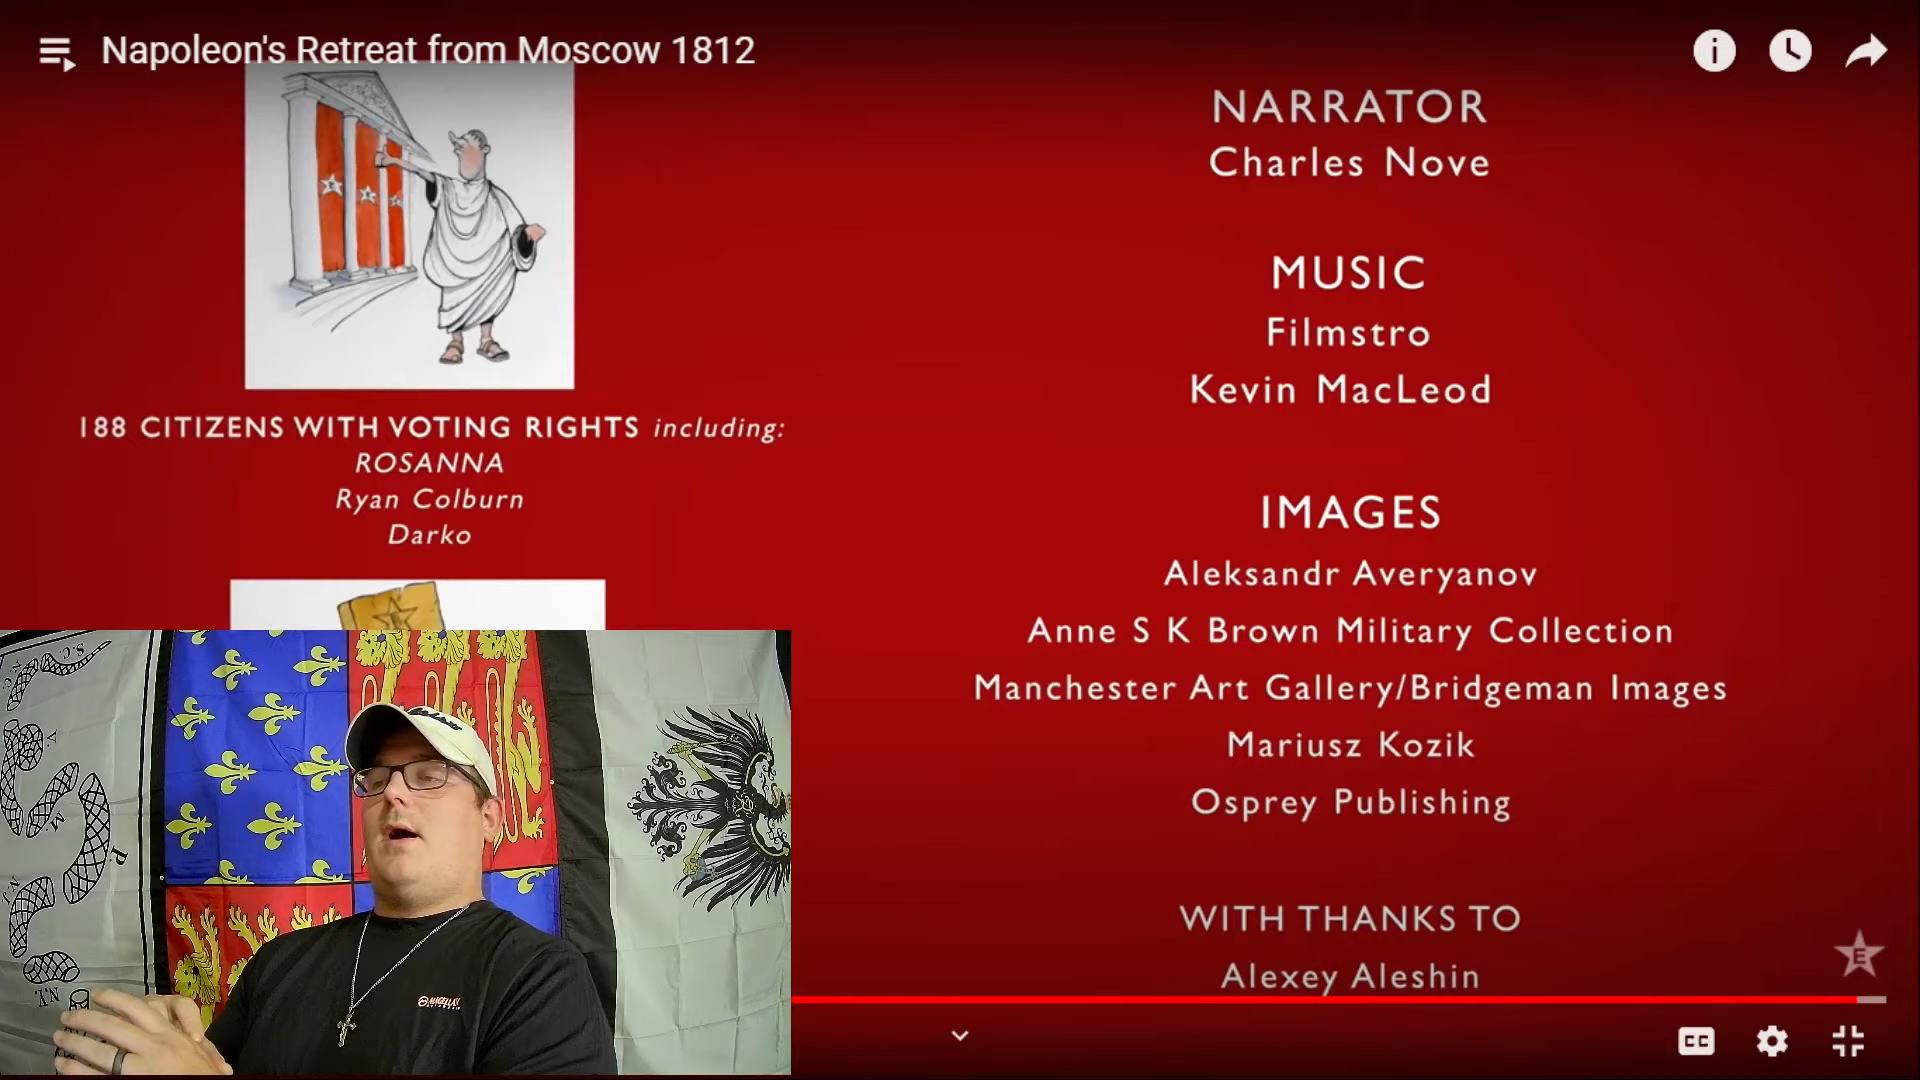 Napoleon's Retreat from Moscow 1812
188 CITIZENS WITH VOTING RIGHTS including:
ROSANNA
Ryan Colburn
Darko
NARRATOR
Charles Nove
MUSIC
Filmstro
Kevin MacLeod
IMAGES
Aleksandr Averyanov
Anne S K Brown Military Collection
Manchester Art Gallery/Bridgeman Images
Mariusz Kozik
Osprey Publishing
WITH THANKS TO
Alexey Aleshin
E
CC
S.C.
V.
M.
P.
N.J.
N.Y.
MAGELLAN